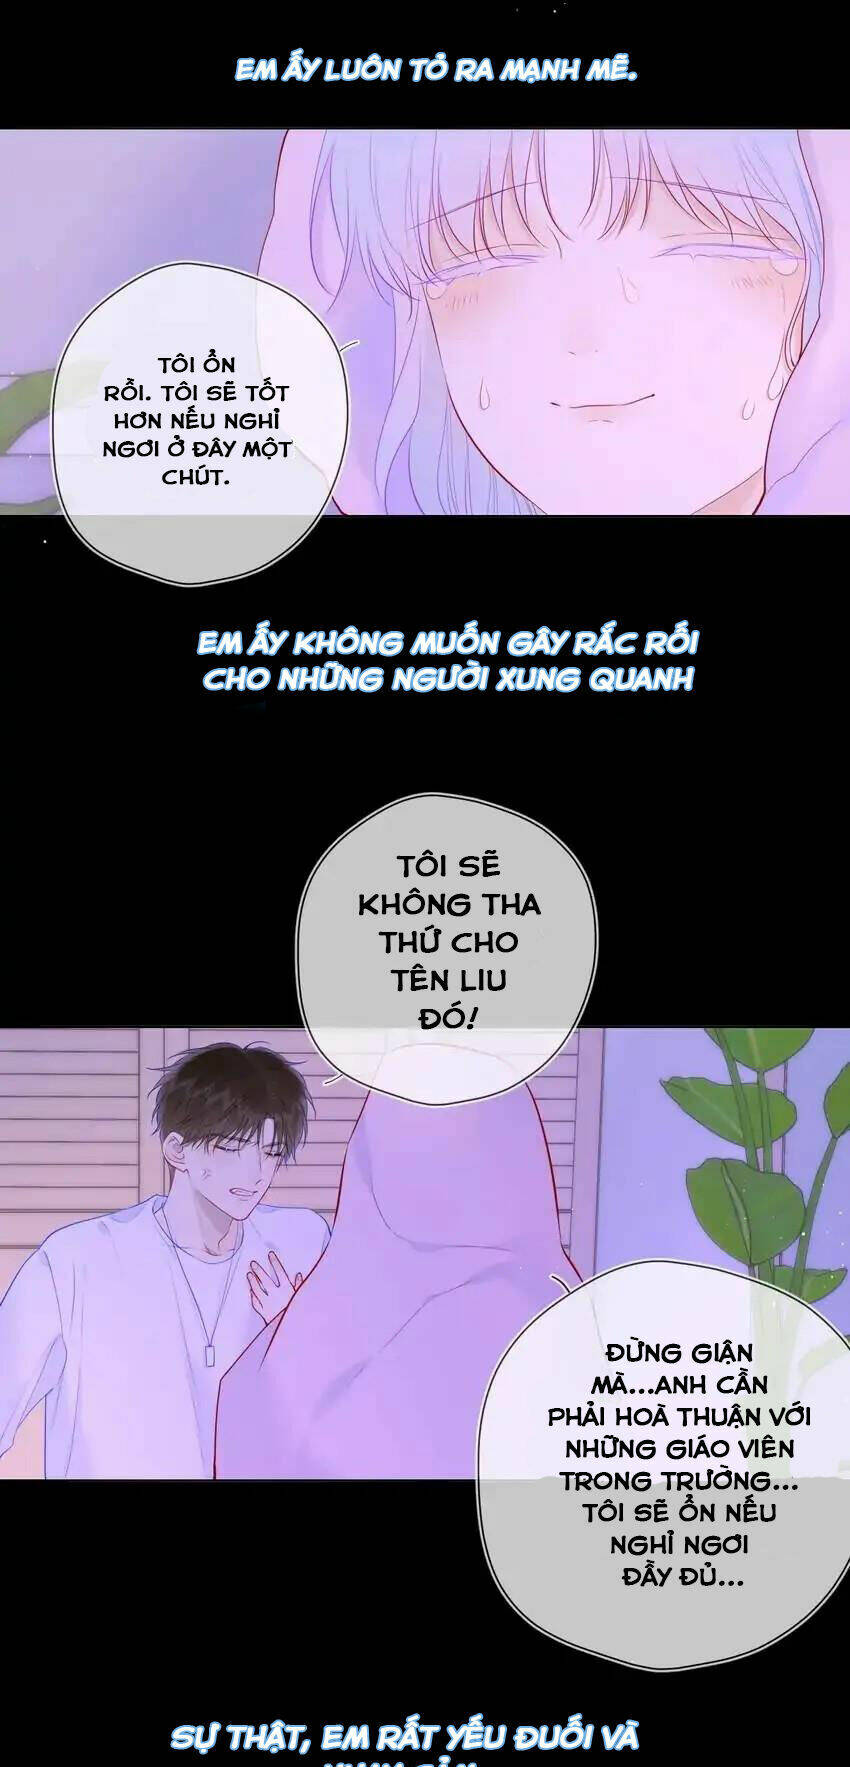 EM ẤY LUÔN TỎ RA MẠNH MẼ.
TÔI ỔN
RỒI. TÔI SẼ TỐT
HƠN NẾU NGHỈ
NGƠI Ở ĐÂY MỘT
CHÚT.
EM ẤY KHÔNG MUỐN GÂY RẮC RỐI
CHO NHỮNG NGƯỜI XUNG QUANH
TÔI SẼ
KHÔNG THA
THỨ CHO
TÊN LIU
ĐÓ!
ĐỪNG GIẬN
MÀ...ANH CẦN
PHẢI HOÀ THUẬN VỚI
NHỮNG GIÁO VIÊN
TRONG TRƯỜNG...
TÔI SẼ ỔN NẾU
NGHỈ NGƠI
ĐẦY ĐỦ...
SỰ THẬT, EM RẤT YẾU ĐUỐI VÀ